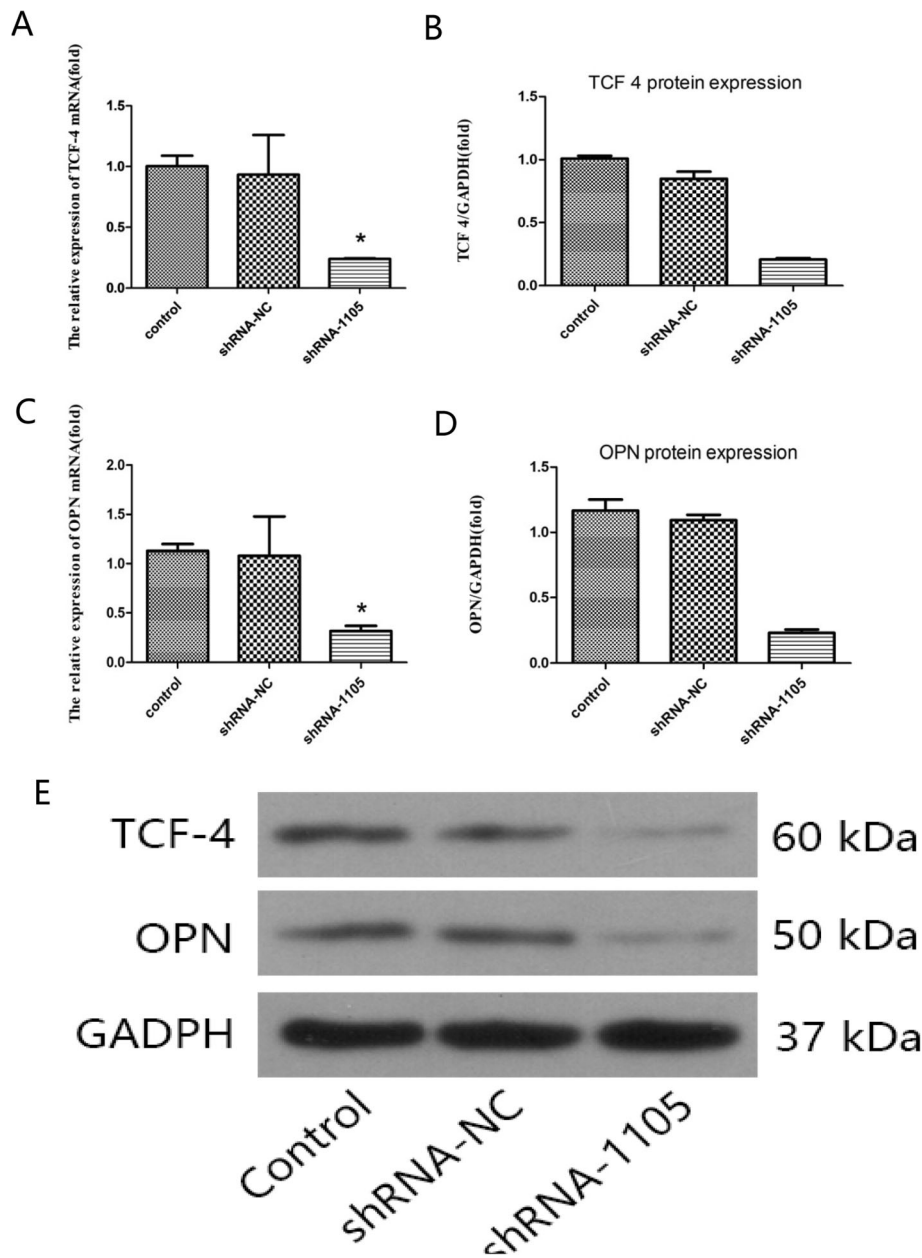 A
The relative expression of TCF-4 mRNA(fold)
1.5
1.0
0.5
0.0
*
control
shRNA-NC
shRNA-1105
B
TCF 4 protein expression
TCF 4/GAPDH(fold)
1.5
1.0
0.5
0.0
control
shRNA-NC
shRNA-1105
C
The relative expression of OPN mRNA(fold)
2.0
1.5
1.0
0.5
0.0
*
control
shRNA-NC
shRNA-1105
D
OPN protein expression
OPN/GAPDH(fold)
1.5
1.0
0.5
0.0
control
shRNA-NC
shRNA-1105
E
TCF-4 60 kDa
OPN 50 kDa
GADPH 37 kDa
Control
shRNA-NC
shRNA-1105